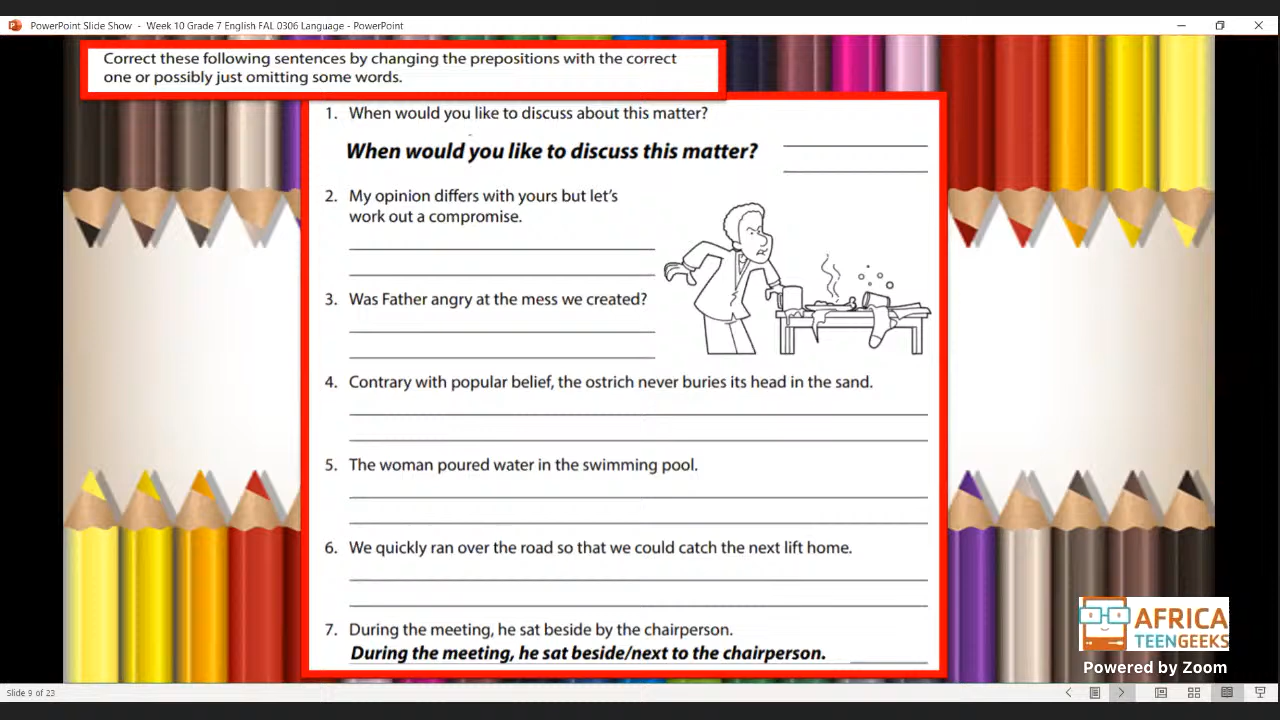 PowerPoint Slide Show - Week 10 Grade 7 English FAL 0306 Language - PowerPoint
Correct these following sentences by changing the prepositions with the correct
one or possibly just omitting some words.
1. When would you like to discuss about this matter?
When would you like to discuss this matter?
2. My opinion differs with yours but let's
work out a compromise.
3. Was Father angry at the mess we created?
4. Contrary with popular belief, the ostrich never buries its head in the sand.
5. The woman poured water in the swimming pool.
6. We quickly ran over the road so that we could catch the next lift home.
7. During the meeting, he sat beside by the chairperson.
During the meeting, he sat beside/next to the chairperson.
AFRICA
TEENGEEKS
Powered by Zoom
Slide 9 of 23